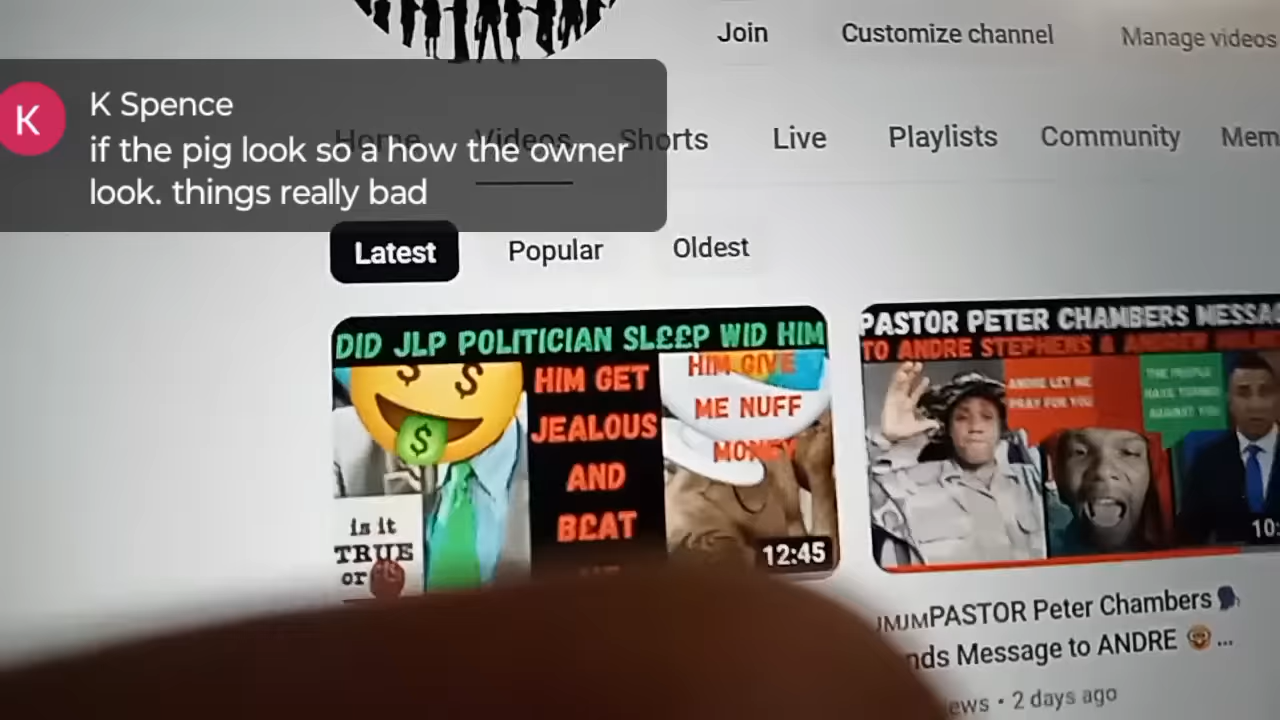 Join Customize channel Manage videos
K
K Spence
if the pig look so a how the owner
look. things really bad
Home Videos Shorts Live Playlists Community Mem
Latest Popular Oldest
DID JLP POLITICIAN SL££P WID HIM
HIM GET
JEALOUS
AND
B£AT
HIM GIVE
ME NUFF
MONEY
is it
TRUE
or
12:45
PASTOR PETER CHAMBERS MESSA
TO ANDRE STEPHENS & ANDREW
ANDRE LET ME
PRAY FOR YOU
THE PEOPLE
HAVE TURNED
AGAINST YOU
10:
JMJMPASTOR Peter Chambers
nds Message to ANDRE ...
ews • 2 days ago